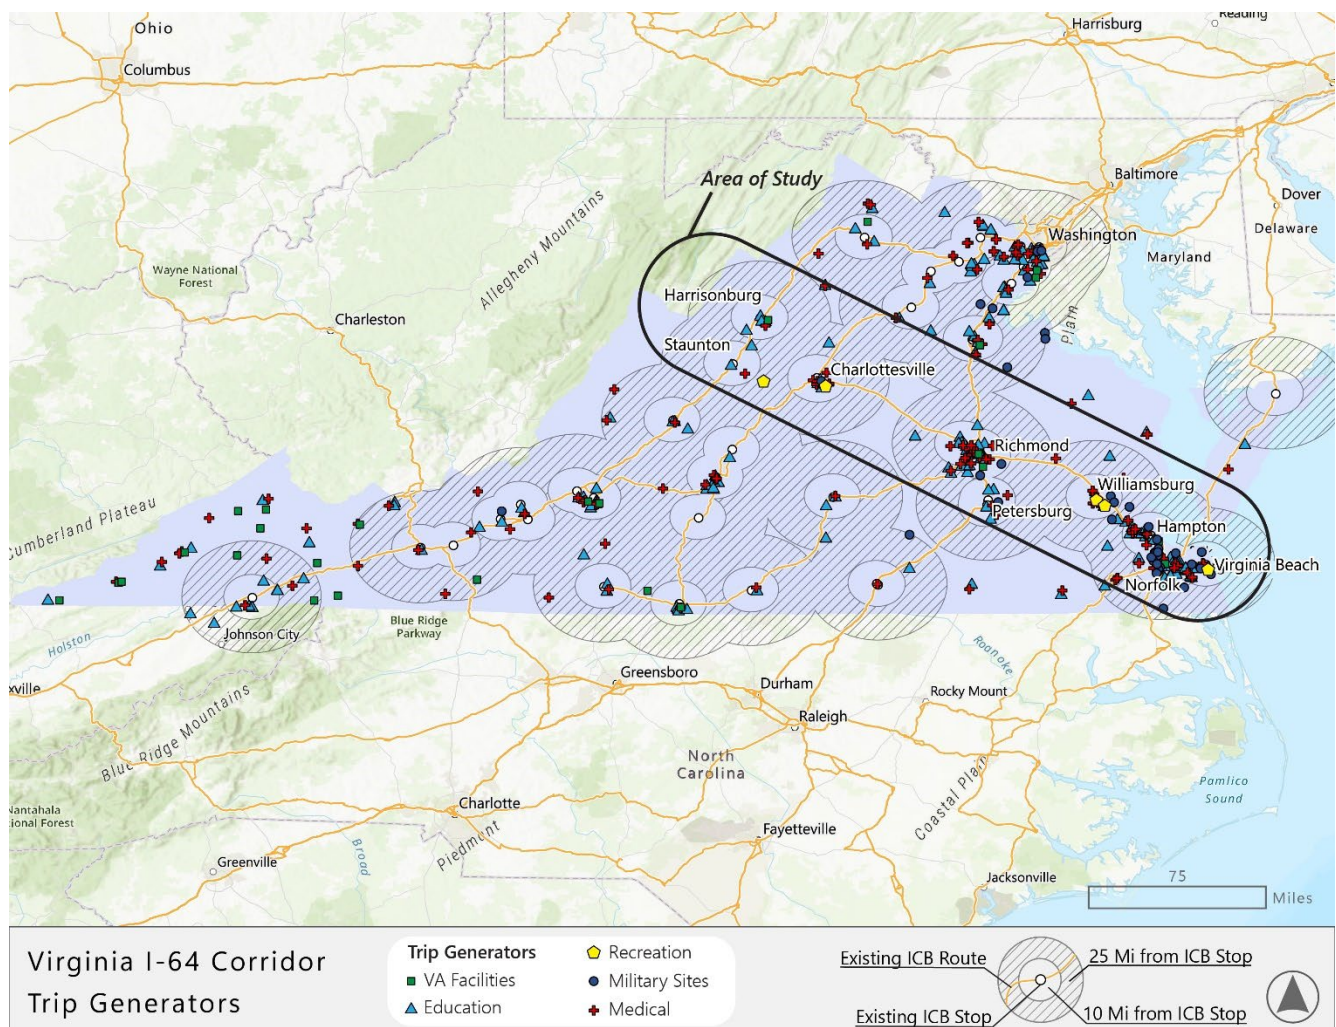 Ohio
Columbus
Harrisburg
Reading
Baltimore
Dover
Delaware
Area of Study
Washington
Maryland
Wayne National
Forest
Allegheny Mountains
Charleston
Harrisonburg
Staunton
Plain
Charlottesville
Richmond
Williamsburg
Petersburg
Hampton
Virginia Beach
Norfolk
Cumberland Plateau
Holston
Johnson City
Blue Ridge
Parkway
Roanoke
Greensboro
Durham
Rocky Mount
Raleigh
Blue Ridge Mountains
North
Carolina
Coastal Plain
Pamlico
Sound
Nantahala
Charlotte
Piedmont
Fayetteville
Greenville
Broad
Jacksonville
75
Miles
Virginia I-64 Corridor
Trip Generators
Trip Generators
VA Facilities
Education
Recreation
Military Sites
Medical
Existing ICB Route
25 Mi from ICB Stop
Existing ICB Stop
10 Mi from ICB Stop